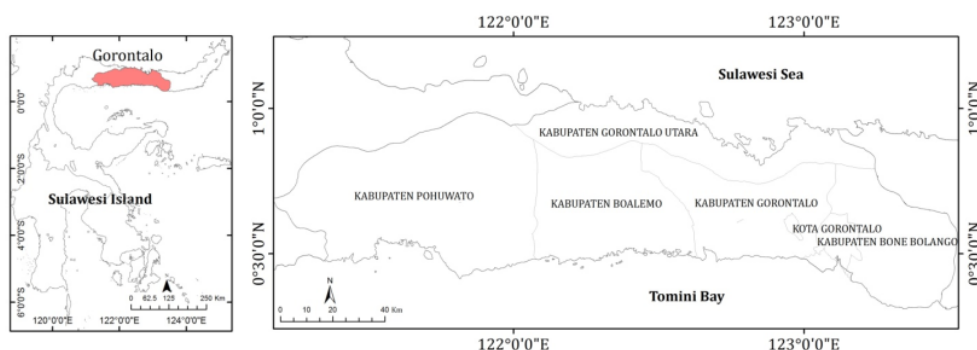 Gorontalo
Sulawesi Island
0°0'0"
2°0'0"S
4°0'0"S
6°0'0"S
120°0'0"E
122°0'0"E
124°0'0"E
0 62.5 125 250 Km
122°0'0"E
123°0'0"E
1°0'0"N
1°0'0"N
Sulawesi Sea
KABUPATEN GORONTALO UTARA
KABUPATEN POHUWATO
KABUPATEN BOALEMO
KABUPATEN GORONTALO
KOTA GORONTALO
KABUPATEN BONE BOLANGO
0°30'0"N
0°30'0"N
N
0 20 40 Km
Tomini Bay
122°0'0"E
123°0'0"E